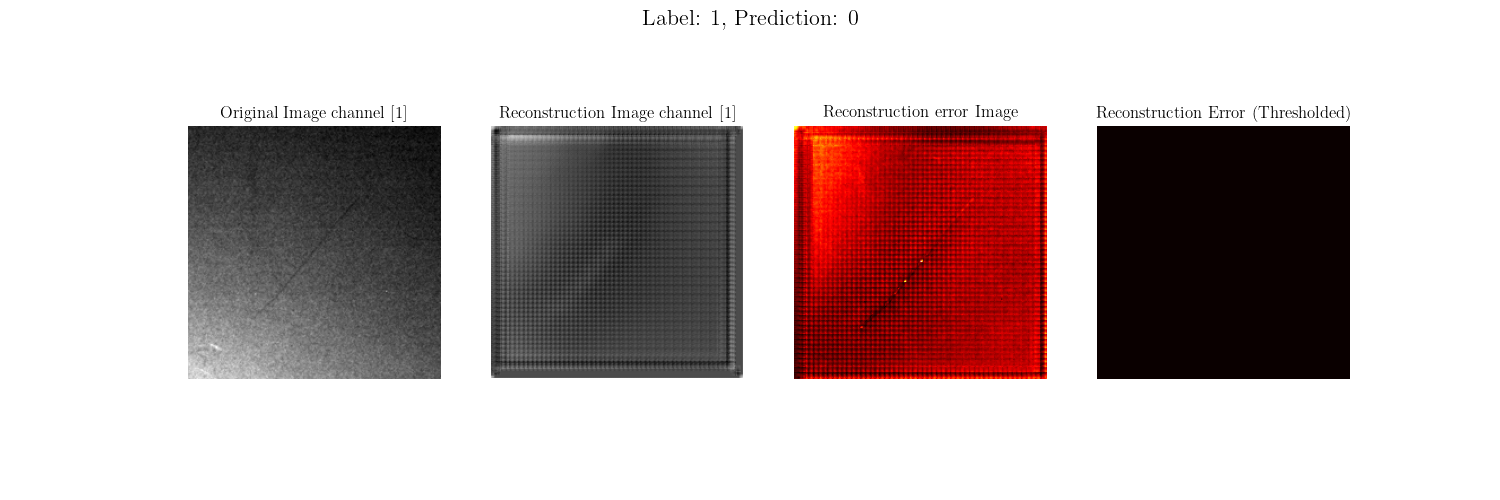 Label: 1, Prediction: 0
Original Image channel [1]
Reconstruction Image channel [1]
Reconstruction error Image
Reconstruction Error (Thresholded)